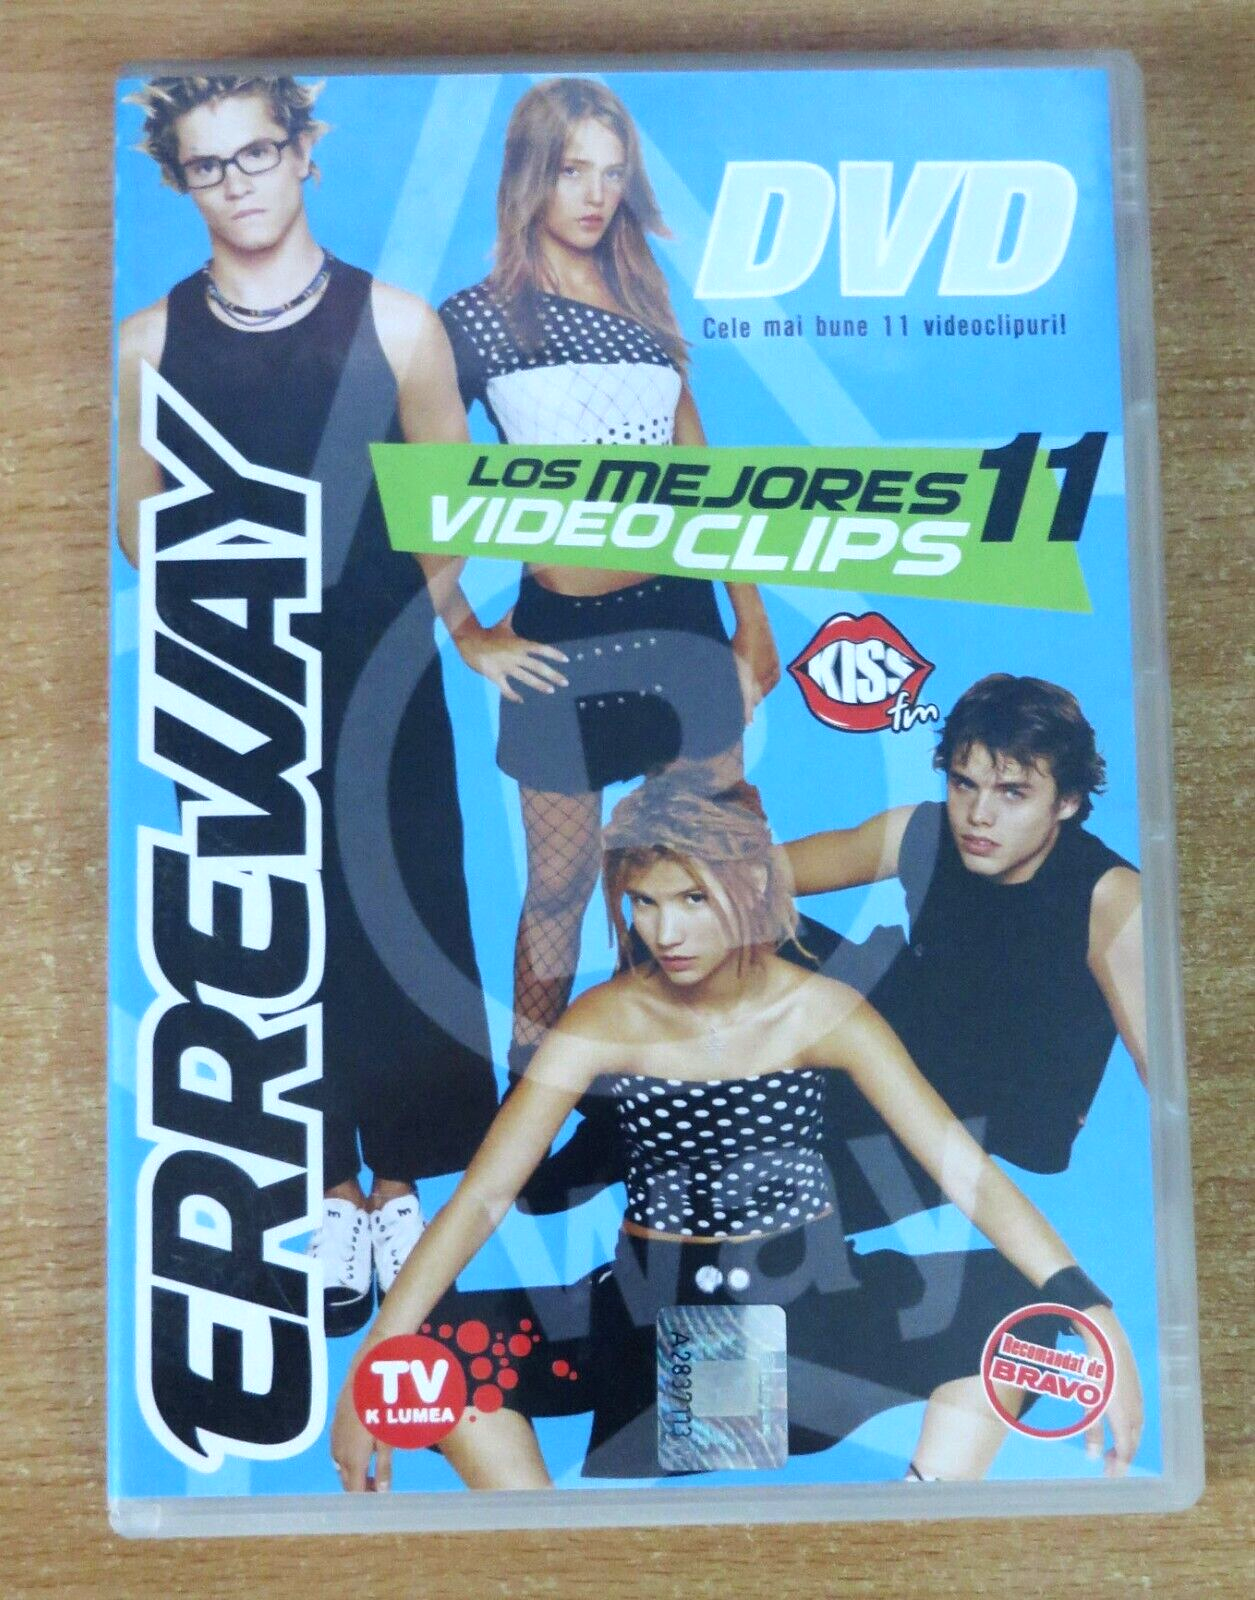 DVD
Cele mai bune 11 videoclipuri!
ERREWAY
LOS MEJORES 11
VIDEO CLIPS
KISS
fm
R
way
TV
K LUMEA
Recomandat de
BRAVO